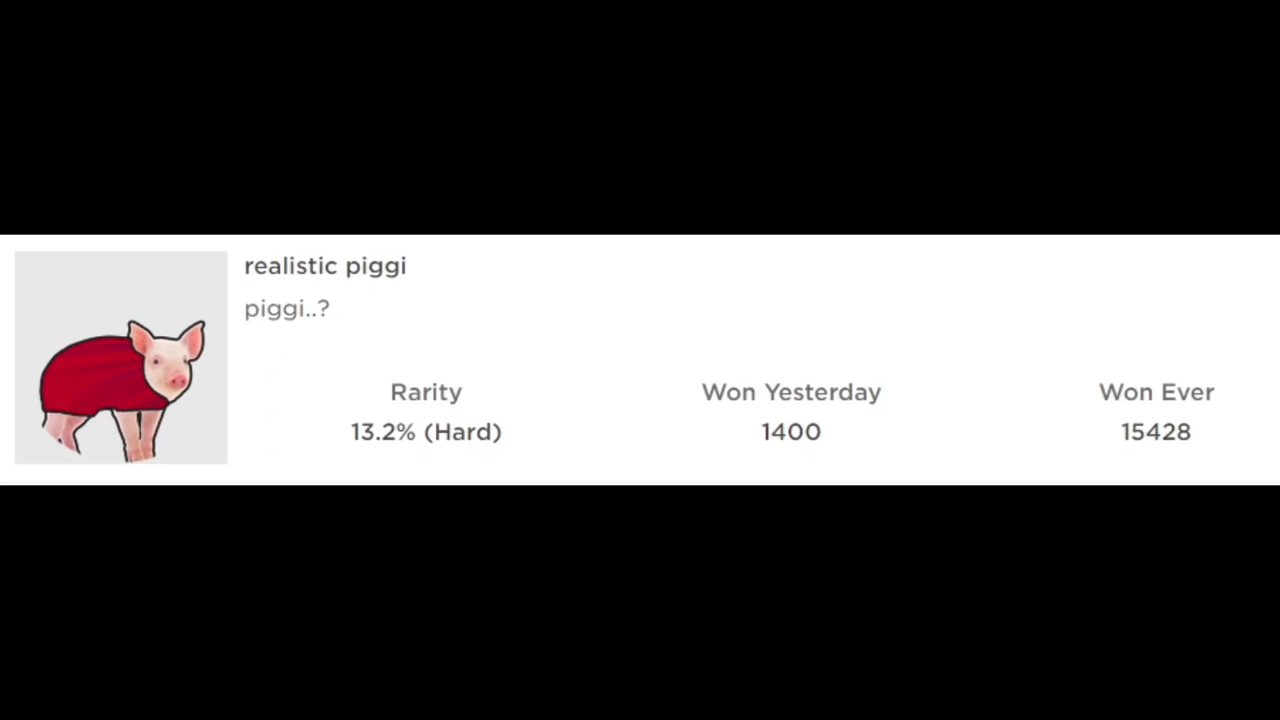 realistic piggi
piggi..?
Rarity Won Yesterday Won Ever
13.2% (Hard) 1400 15428